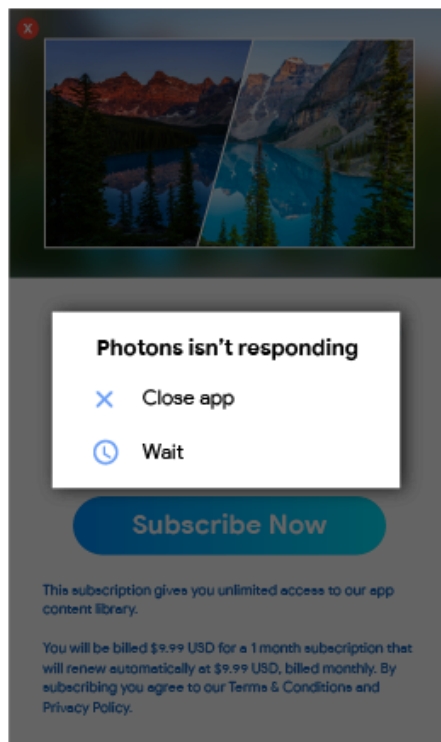 X
Photons isn't responding
Close app
Wait
Subscribe Now
This subscription gives you unlimited access to our app
content library.
You will be billed $9.99 USD for a 1 month subscription that
will renew automatically at $9.99 USD, billed monthly. By
subscribing you agree to our Terms & Conditions and
Privacy Policy.